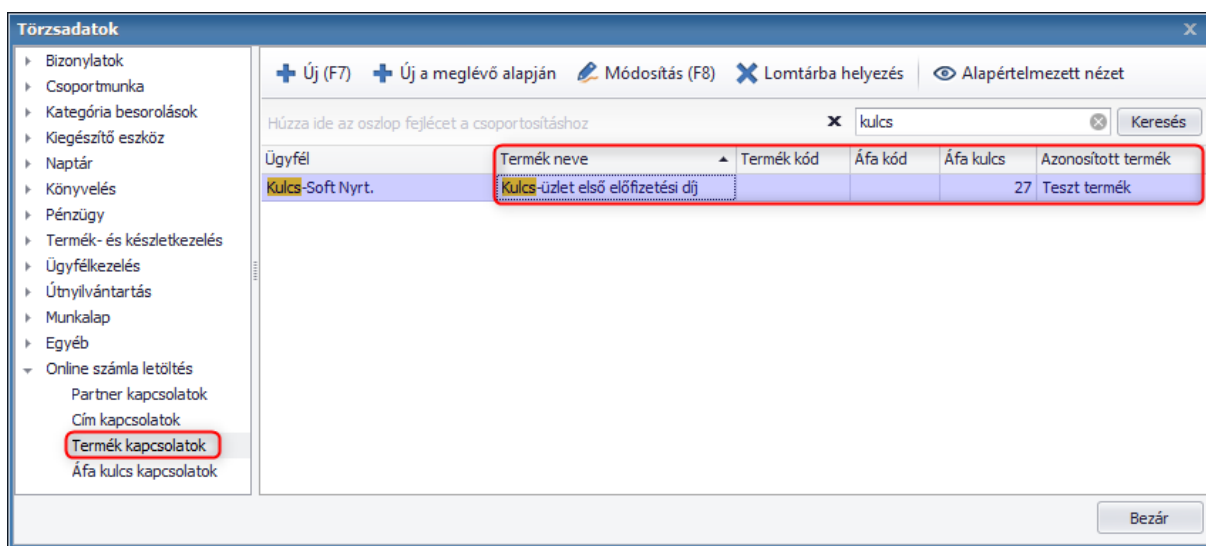 Törzsadatok
Bizonylatok
Csoportmunka
Kategória besorolások
Kiegészítő eszköz
Naptár
Könyvelés
Pénzügy
Termék- és készletkezelés
Ügyfélkezelés
Útnyilvántartás
Munkalap
Egyéb
Online számla letöltés
Partner kapcsolatok
Cím kapcsolatok
Termék kapcsolatok
Áfa kulcs kapcsolatok
Új (F7) Új a meglévő alapján Módosítás (F8) Lomtárba helyezés Alapértelmezett nézet
Húzza ide az oszlop fejlécet a csoportosításhoz kulcs Keresés
Ügyfél Termék neve Termék kód Áfa kód Áfa kulcs Azonosított termék
Kulcs-Soft Nyrt. Kulcs-üzlet első előfizetési díj 27 Teszt termék
Bezár